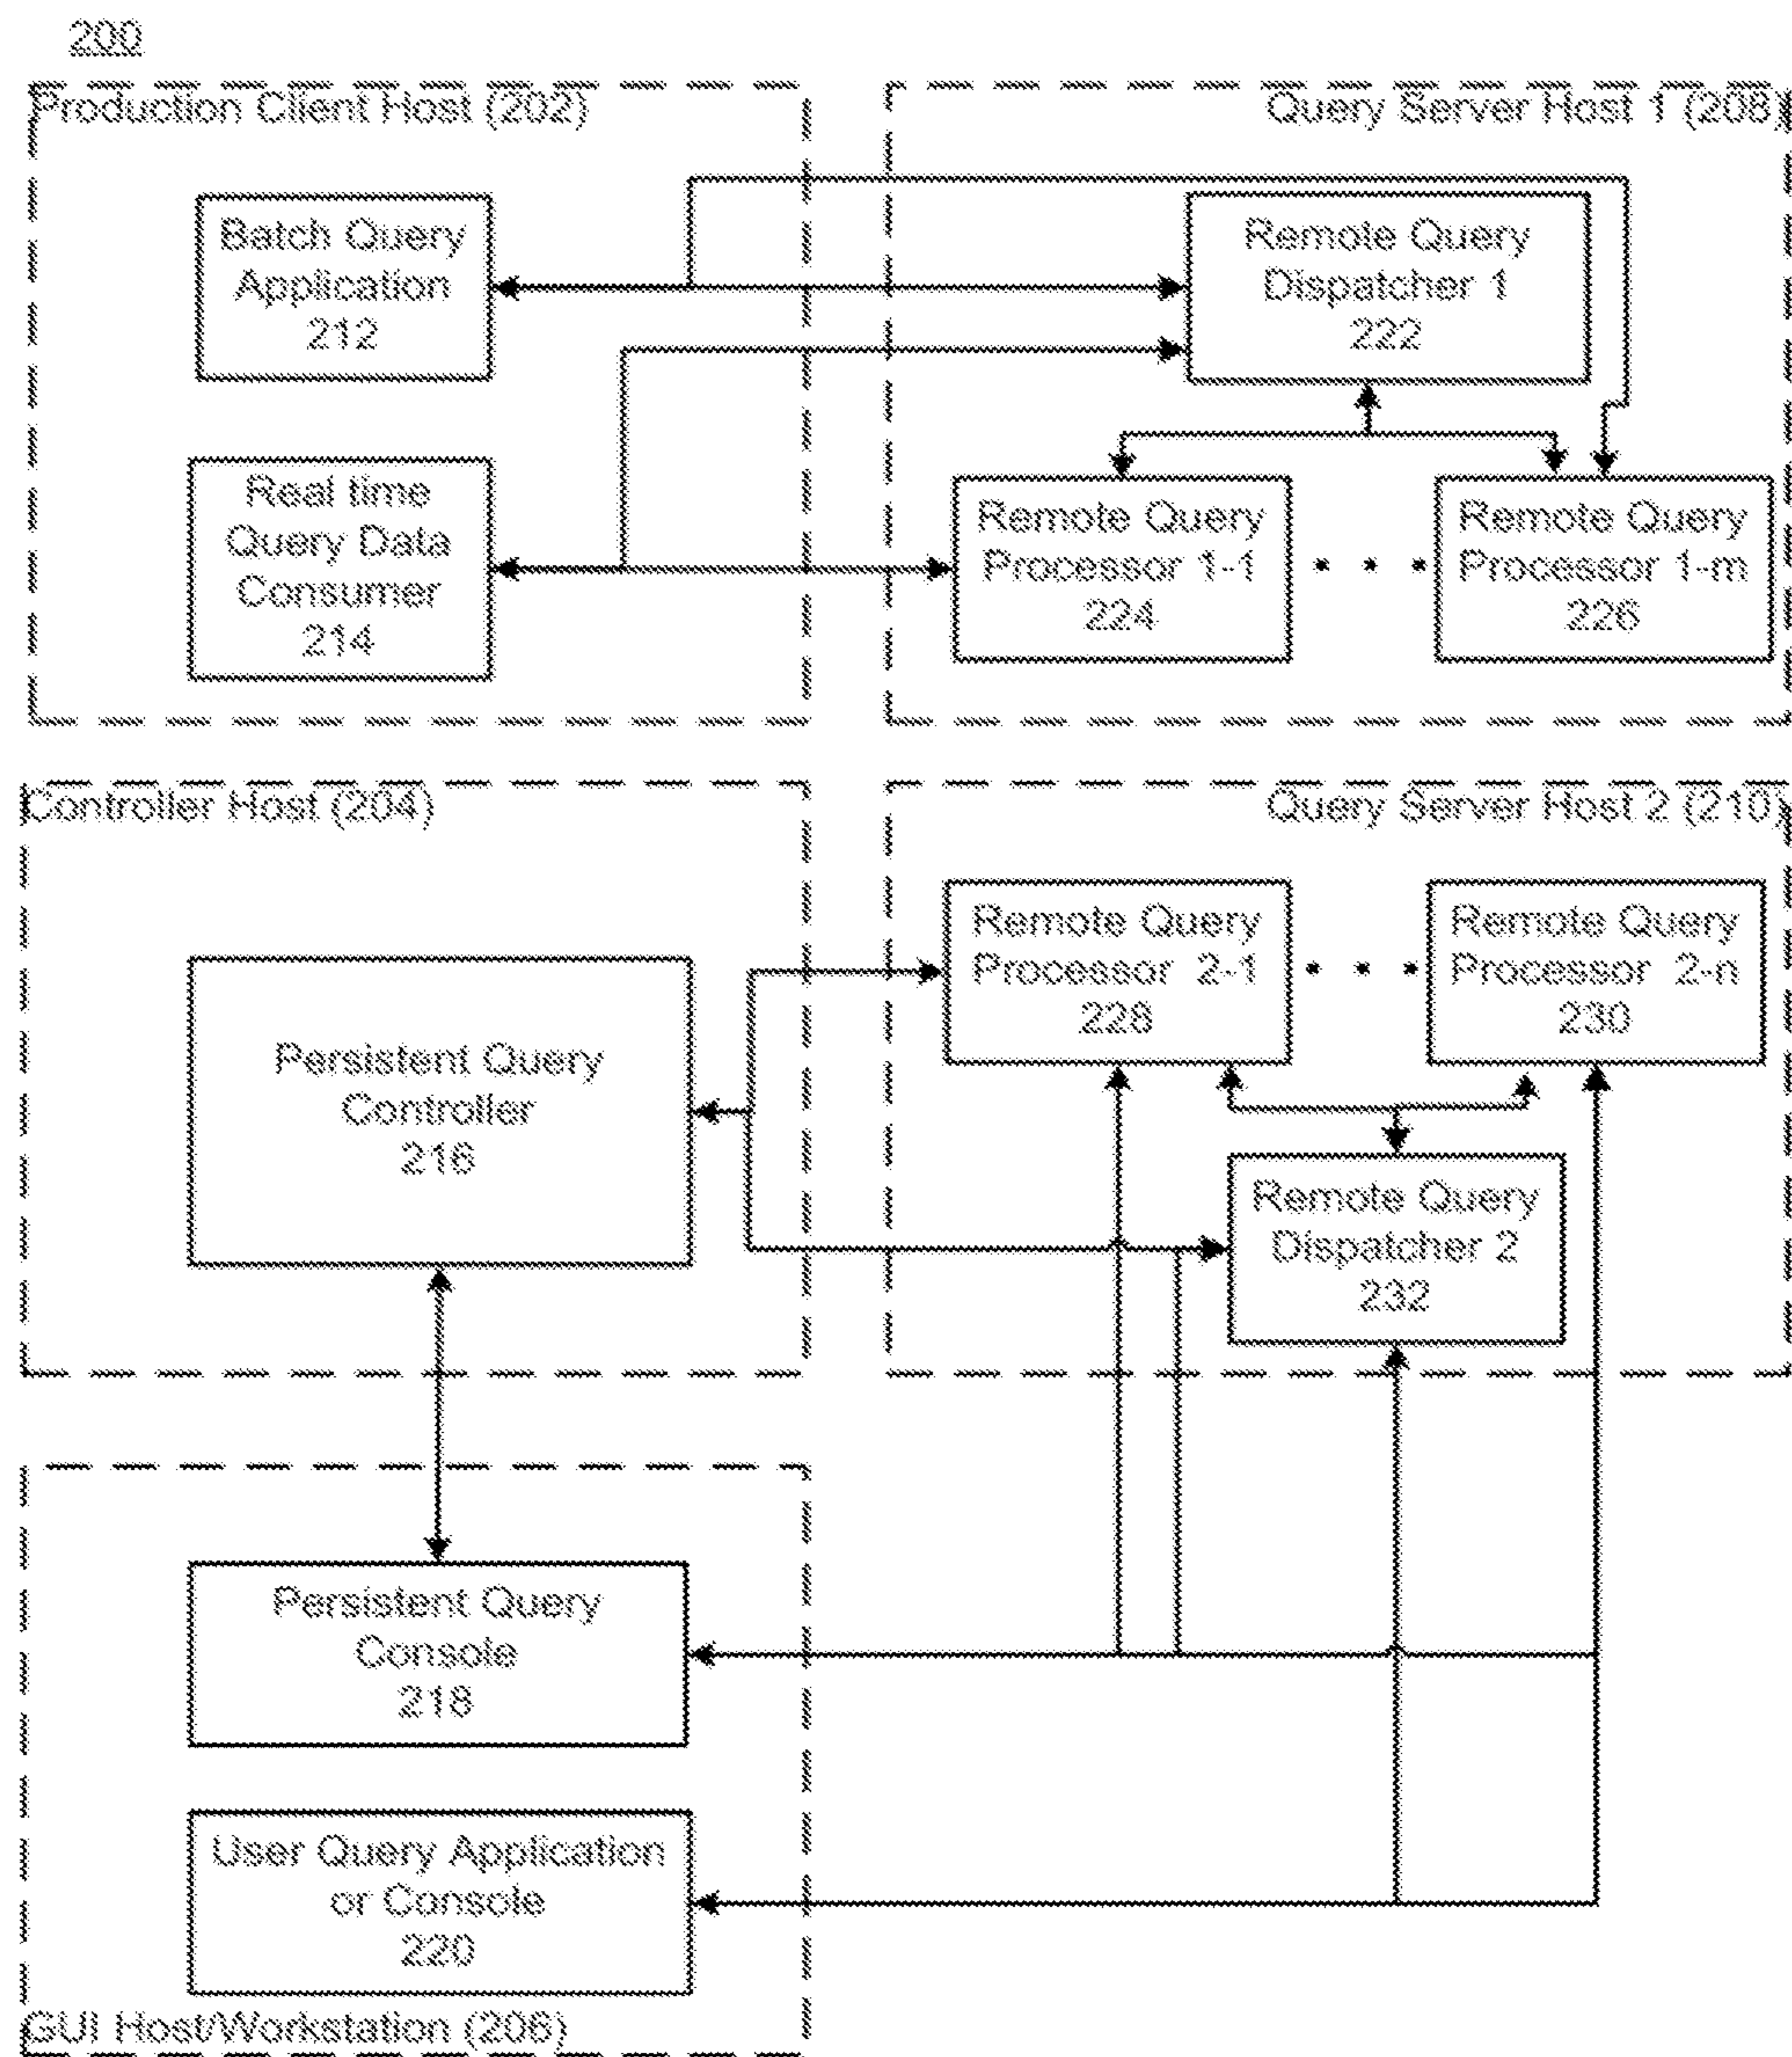 200
Production Client Host (202)
Query Server Host 1 (208)
Batch Query
Application
212
Remote Query
Dispatcher 1
222
Real time
Query Data
Consumer
214
Remote Query
Processor 1-1
224
Remote Query
Processor 1-m
226
Controller Host (204)
Query Server Host 2 (210)
Remote Query
Processor 2-1
228
Remote Query
Processor 2-n
230
Persistent Query
Controller
216
Remote Query
Dispatcher 2
232
Persistent Query
Console
218
User Query Application
or Console
220
GUI Host/Workstation (206)